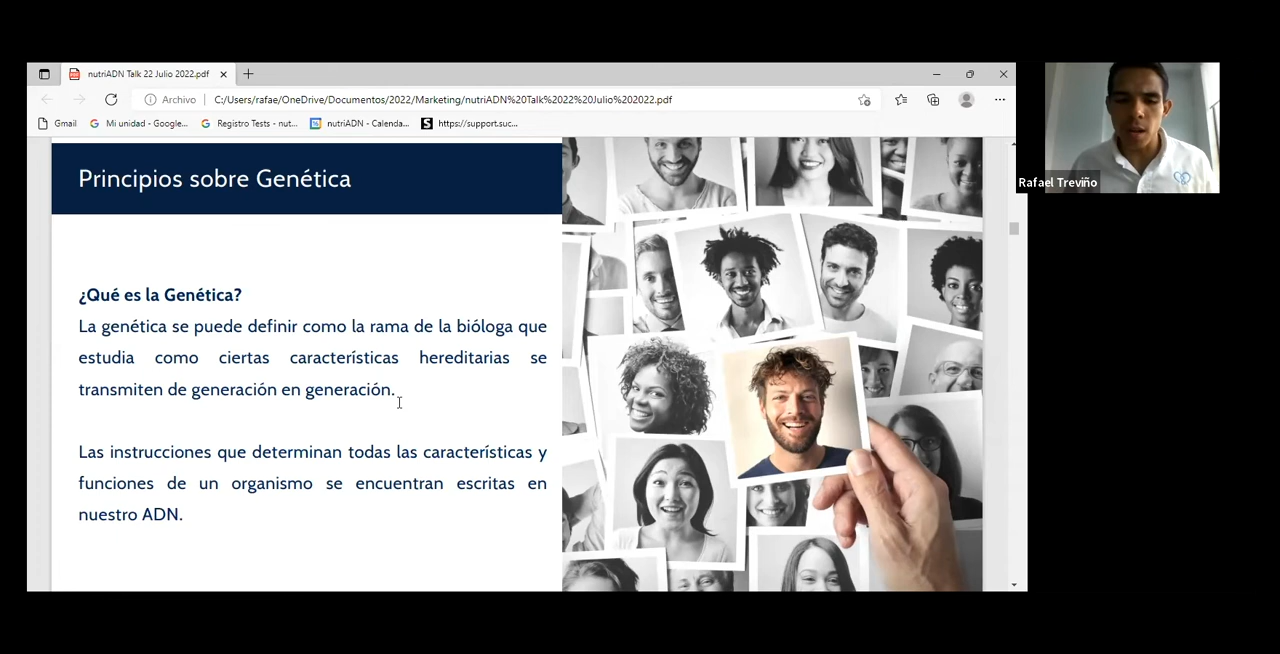 nutriADN Talk 22 Julio 2022.pdf
Archivo
C:/Users/rafae/OneDrive/Documentos/2022/Marketing/nutriADN%20Talk%2022%20Julio%202022.pdf
Gmail
Mi unidad - Google...
Registro Tests - nut...
nutriADN - Calenda...
https://support.suc...
Rafael Treviño
Principios sobre Genética
¿Qué es la Genética?
La genética se puede definir como la rama de la bióloga que
estudia como ciertas características hereditarias se
transmiten de generación en generación.
Las instrucciones que determinan todas las características y
funciones de un organismo se encuentran escritas en
nuestro ADN.